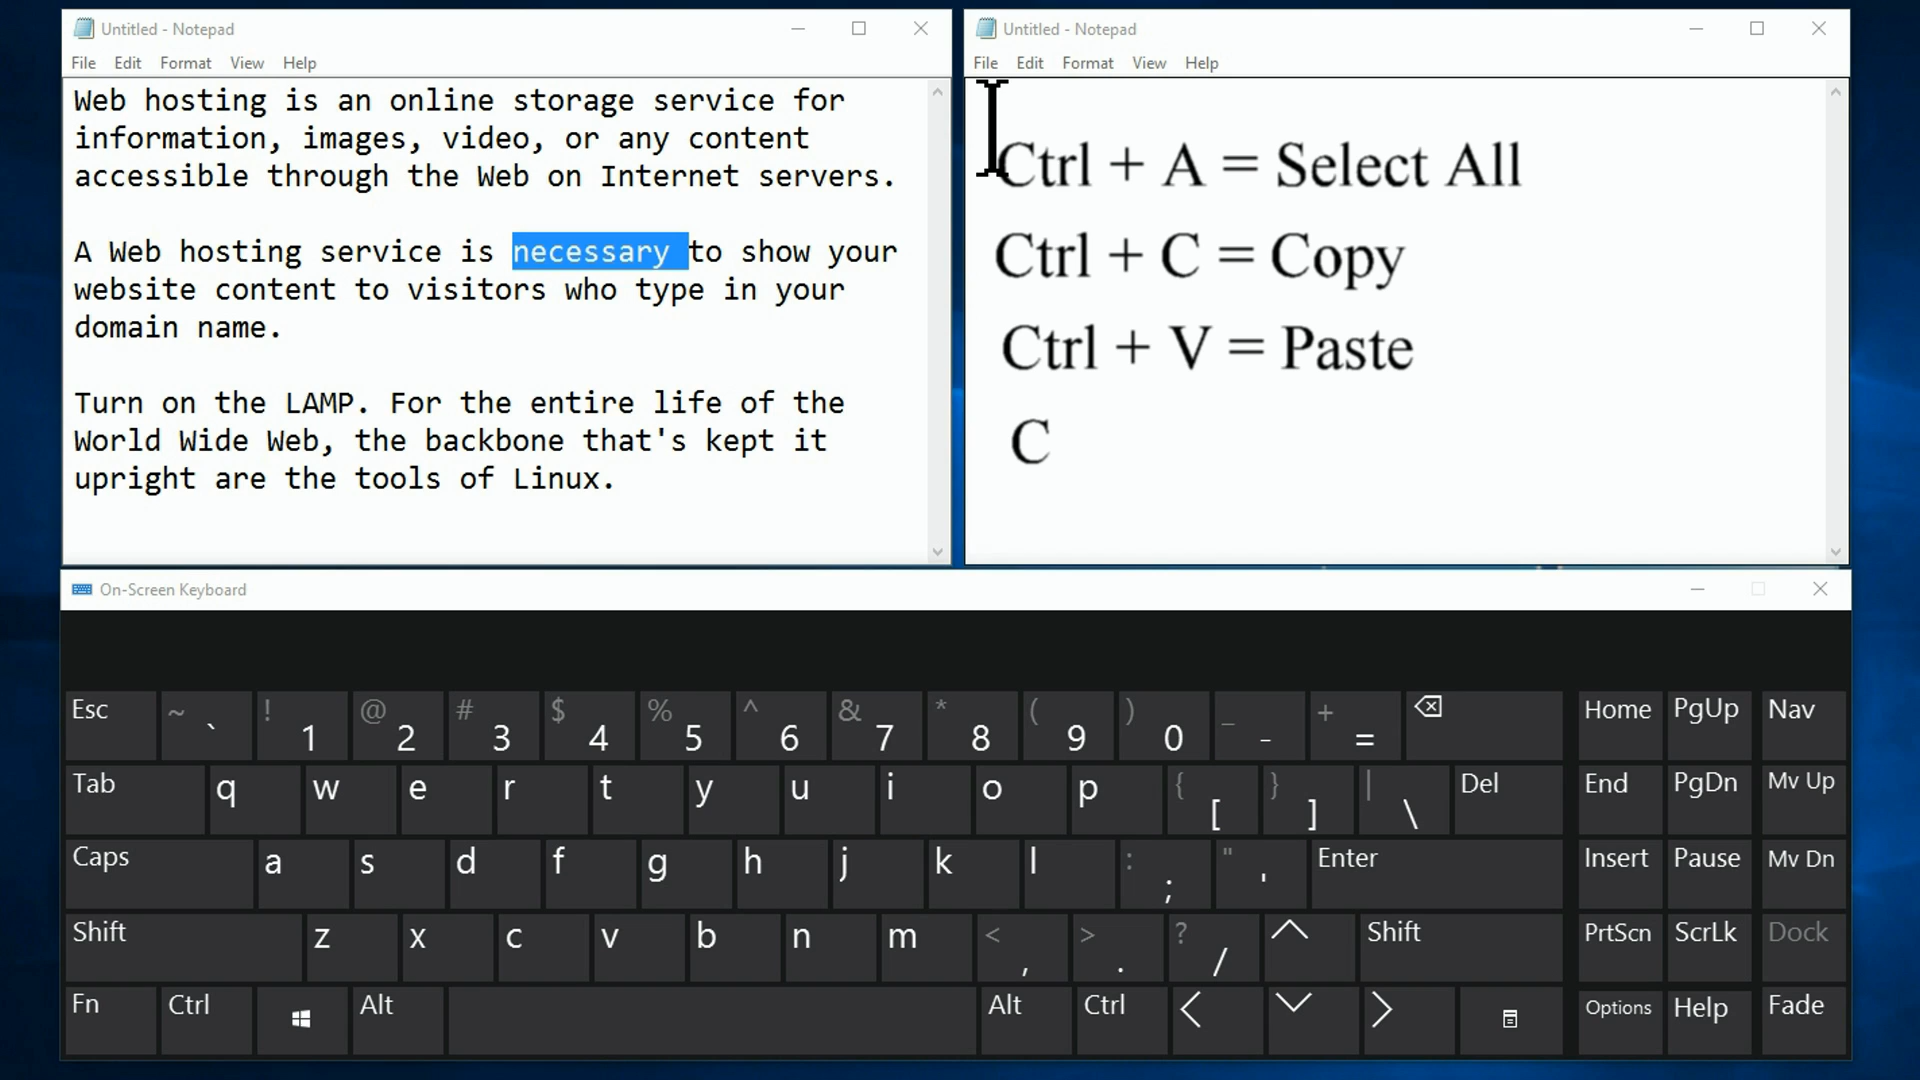 Untitled - Notepad
File Edit Format View Help
Web hosting is an online storage service for
information, images, video, or any content
accessible through the Web on Internet servers.
A Web hosting service is necessary to show your
website content to visitors who type in your
domain name.
Turn on the LAMP. For the entire life of the
World Wide Web, the backbone that's kept it
upright are the tools of Linux.
Untitled - Notepad
File Edit Format View Help
Ctrl + A = Select All
Ctrl + C = Copy
Ctrl + V = Paste
C
On-Screen Keyboard
Esc ~ ` ! 1 @ 2 # 3 $ 4 % 5 ^ 6 & 7 * 8 ( 9 ) 0 _ - + = Home PgUp Nav
Tab q w e r t y u i o p { [ } ] | \ Del End PgDn Mv Up
Caps a s d f g h j k l : ; " ' Enter Insert Pause Mv Dn
Shift z x c v b n m < , > . ? / Shift PrtScn ScrLk Dock
Fn Ctrl Alt Alt Ctrl Options Help Fade